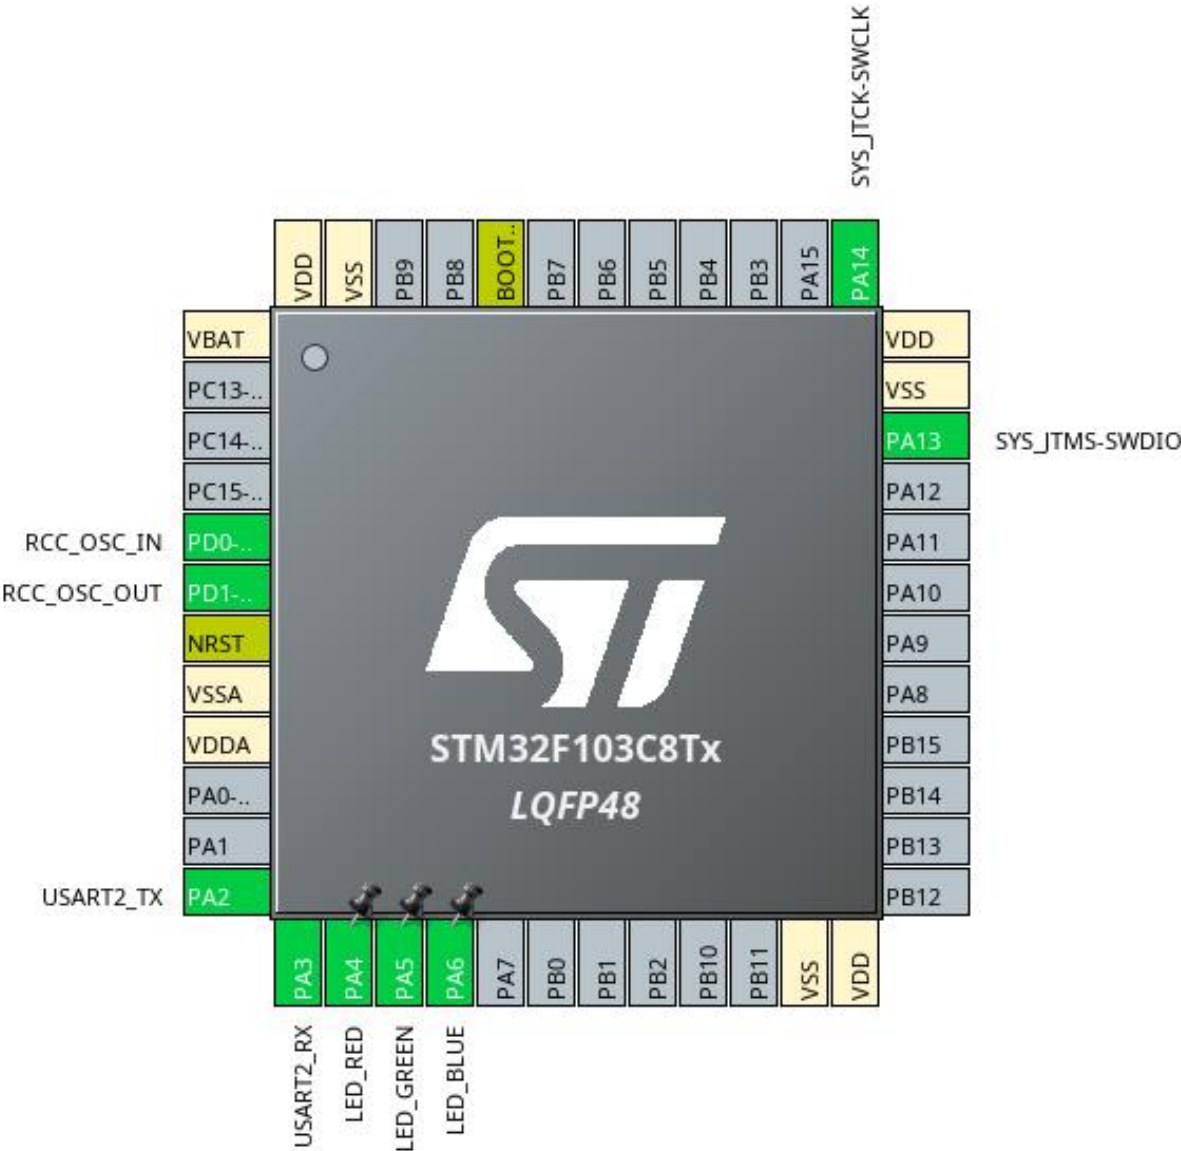 SYS_JTCK-SWCLK
VDD
VSS
PB9
PB8
BOOT..
PB7
PB6
PB5
PB4
PB3
PA15
PA14
VBAT
PC13-..
PC14-..
PC15-..
RCC_OSC_IN PD0-..
RCC_OSC_OUT PD1-..
NRST
VSSA
VDDA
PA0-..
PA1
USART2_TX PA2
ST
STM32F103C8Tx
LQFP48
VDD
VSS
PA13 SYS_JTMS-SWDIO
PA12
PA11
PA10
PA9
PA8
PB15
PB14
PB13
PB12
PA3
PA4
PA5
PA6
PA7
PB0
PB1
PB2
PB10
PB11
VSS
VDD
USART2_RX
LED_RED
LED_GREEN
LED_BLUE